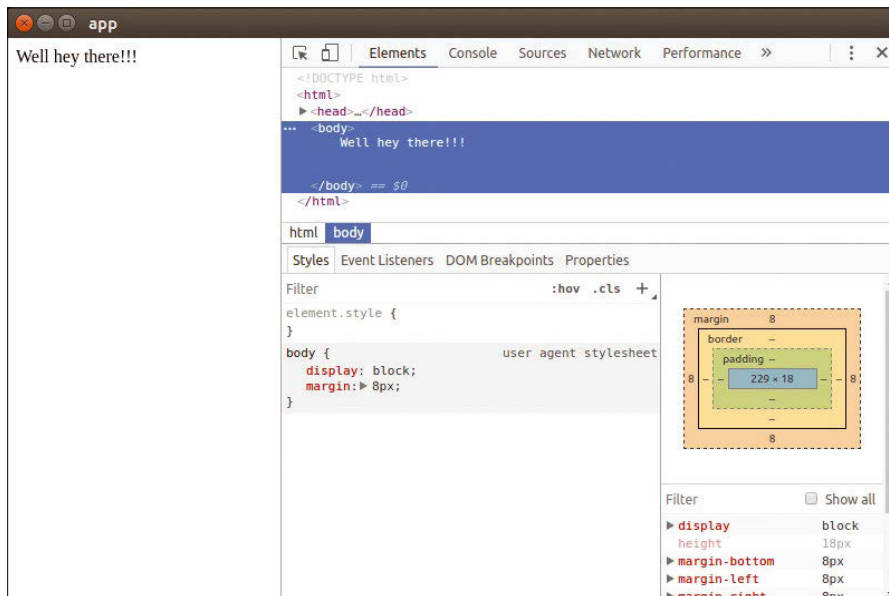 app
Well hey there!!!
Elements Console Sources Network Performance »
<!DOCTYPE html>
<html>
▶<head>…</head>
••• <body>
Well hey there!!!
</body> == $0
</html>
html body
Styles Event Listeners DOM Breakpoints Properties
Filter :hov .cls +
element.style {
}
body { user agent stylesheet
display: block;
margin:▶ 8px;
}
margin 8
border –
padding –
8 – – 229 × 18 – – 8
–
–
8
Filter Show all
▶ display block
height 18px
▶ margin-bottom 8px
▶ margin-left 8px
▶ margin-right 8px